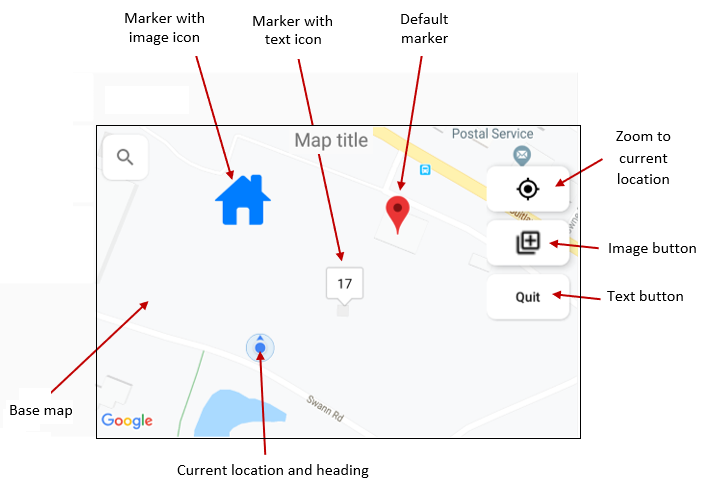 Marker with
image icon
Marker with
text icon
Default
marker
Map title
Postal Service
Zoom to
current
location
Image button
17
Quit
Text button
Swann Rd
Base map
Google
Current location and heading